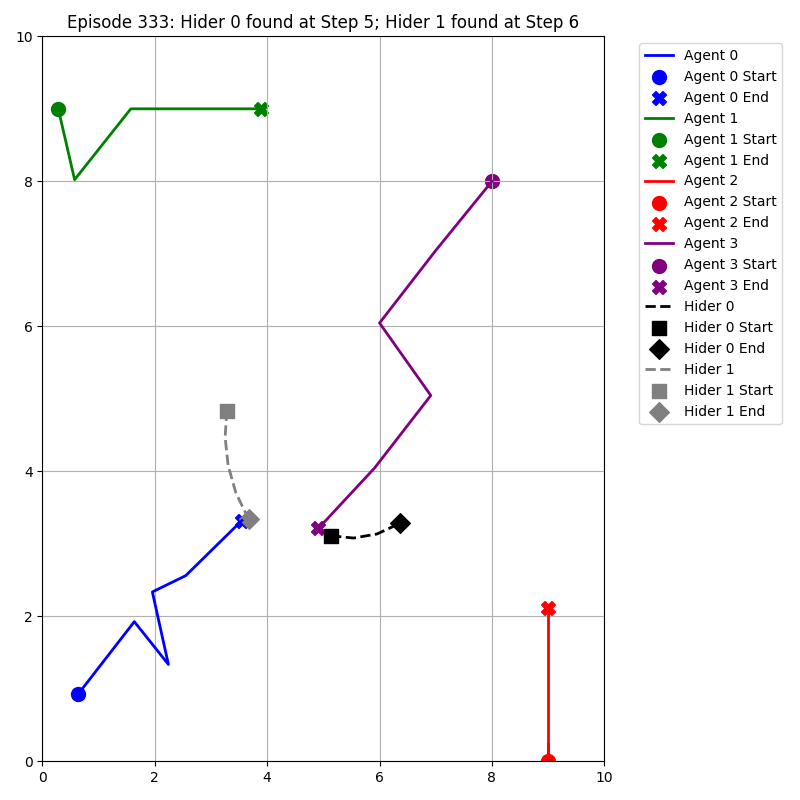 Episode 333: Hider 0 found at Step 5; Hider 1 found at Step 6
10
8
6
4
2
0
0
2
4
6
8
10
Agent 0
Agent 0 Start
Agent 0 End
Agent 1
Agent 1 Start
Agent 1 End
Agent 2
Agent 2 Start
Agent 2 End
Agent 3
Agent 3 Start
Agent 3 End
Hider 0
Hider 0 Start
Hider 0 End
Hider 1
Hider 1 Start
Hider 1 End